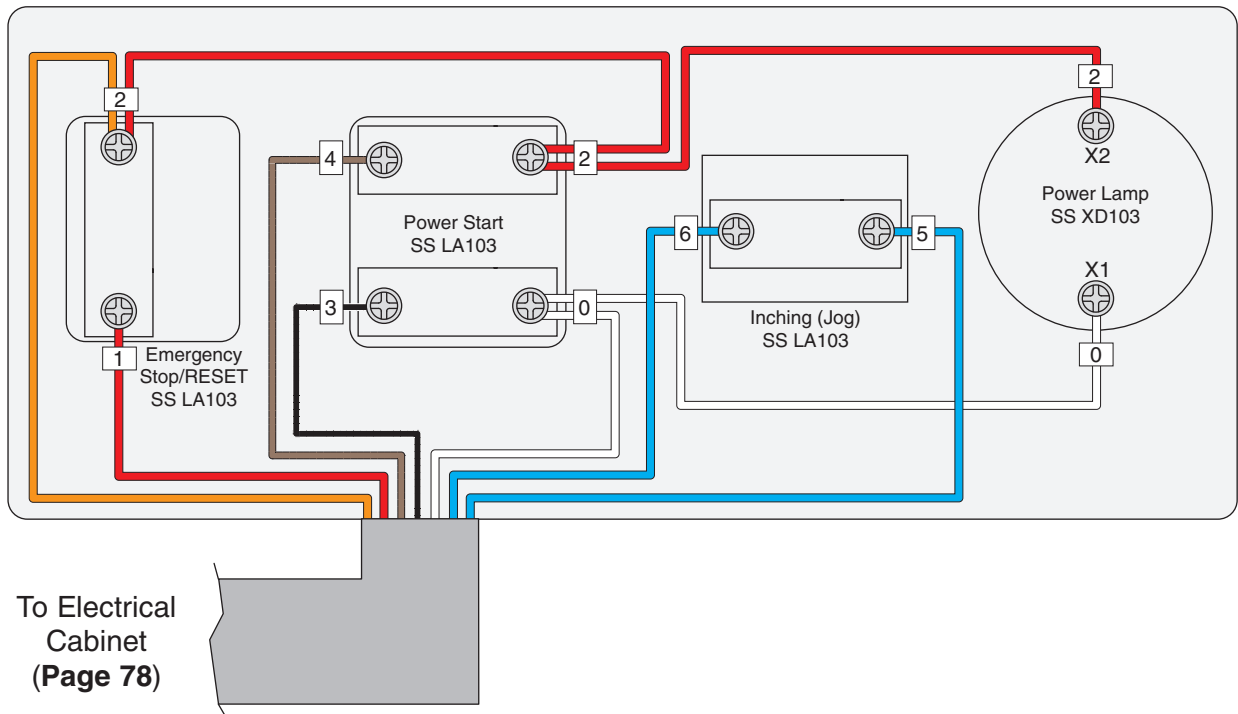 2
2
X2
Power Lamp
SS XD103
X1
0
4
2
Power Start
SS LA103
3
0
6
5
Inching (Jog)
SS LA103
1
Emergency
Stop/RESET
SS LA103
To Electrical
Cabinet
(Page 78)